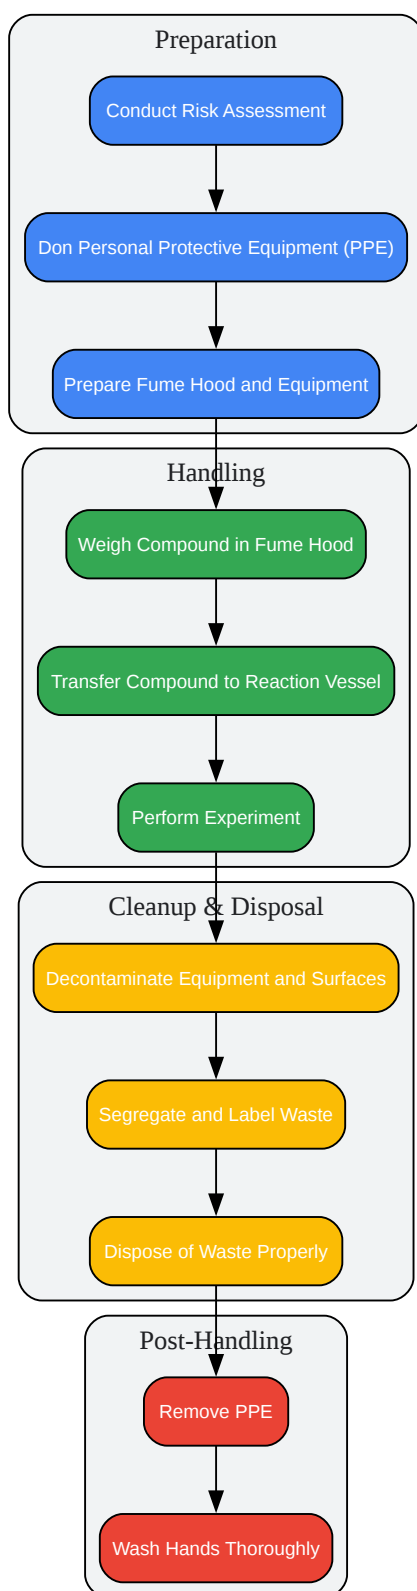 Preparation
Conduct Risk Assessment
Don Personal Protective Equipment (PPE)
Prepare Fume Hood and Equipment
Handling
Weigh Compound in Fume Hood
Transfer Compound to Reaction Vessel
Perform Experiment
Cleanup & Disposal
Decontaminate Equipment and Surfaces
Segregate and Label Waste
Dispose of Waste Properly
Post-Handling
Remove PPE
Wash Hands Thoroughly